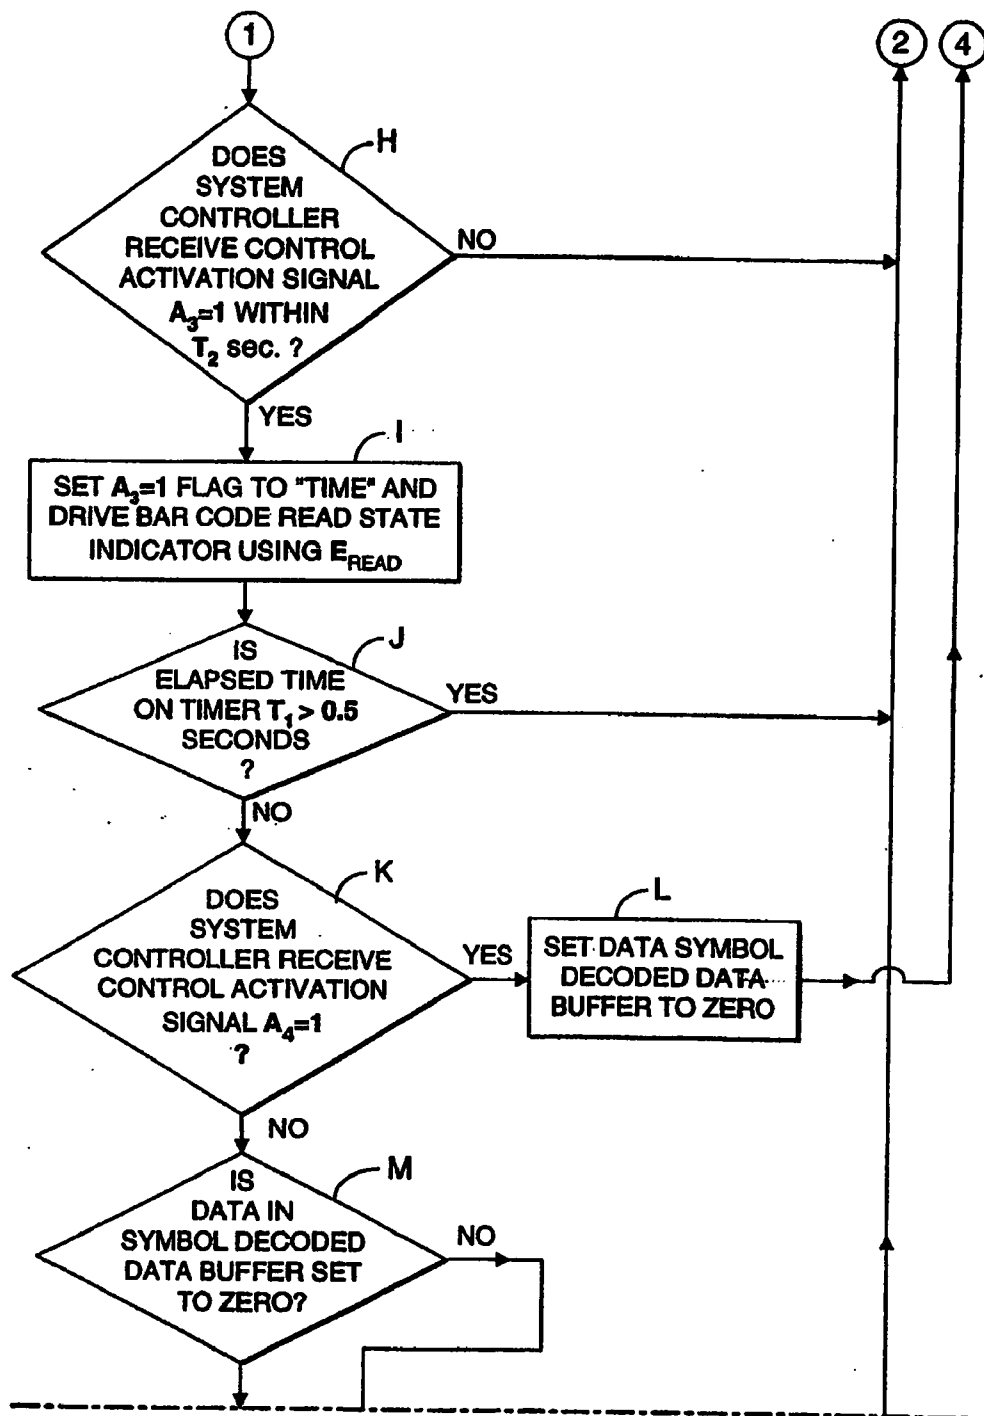 1
2
4
H
DOES
SYSTEM
CONTROLLER
RECEIVE CONTROL
ACTIVATION SIGNAL
A₃=1 WITHIN
T₂ sec. ?
NO
YES
I
SET A₃=1 FLAG TO "TIME" AND
DRIVE BAR CODE READ STATE
INDICATOR USING E_READ
J
IS
ELAPSED TIME
ON TIMER T₁ > 0.5
SECONDS
?
YES
NO
K
DOES
SYSTEM
CONTROLLER RECEIVE
CONTROL ACTIVATION
SIGNAL A₄=1
?
YES
L
SET DATA SYMBOL
DECODED DATA
BUFFER TO ZERO
NO
M
IS
DATA IN
SYMBOL DECODED
DATA BUFFER SET
TO ZERO?
NO